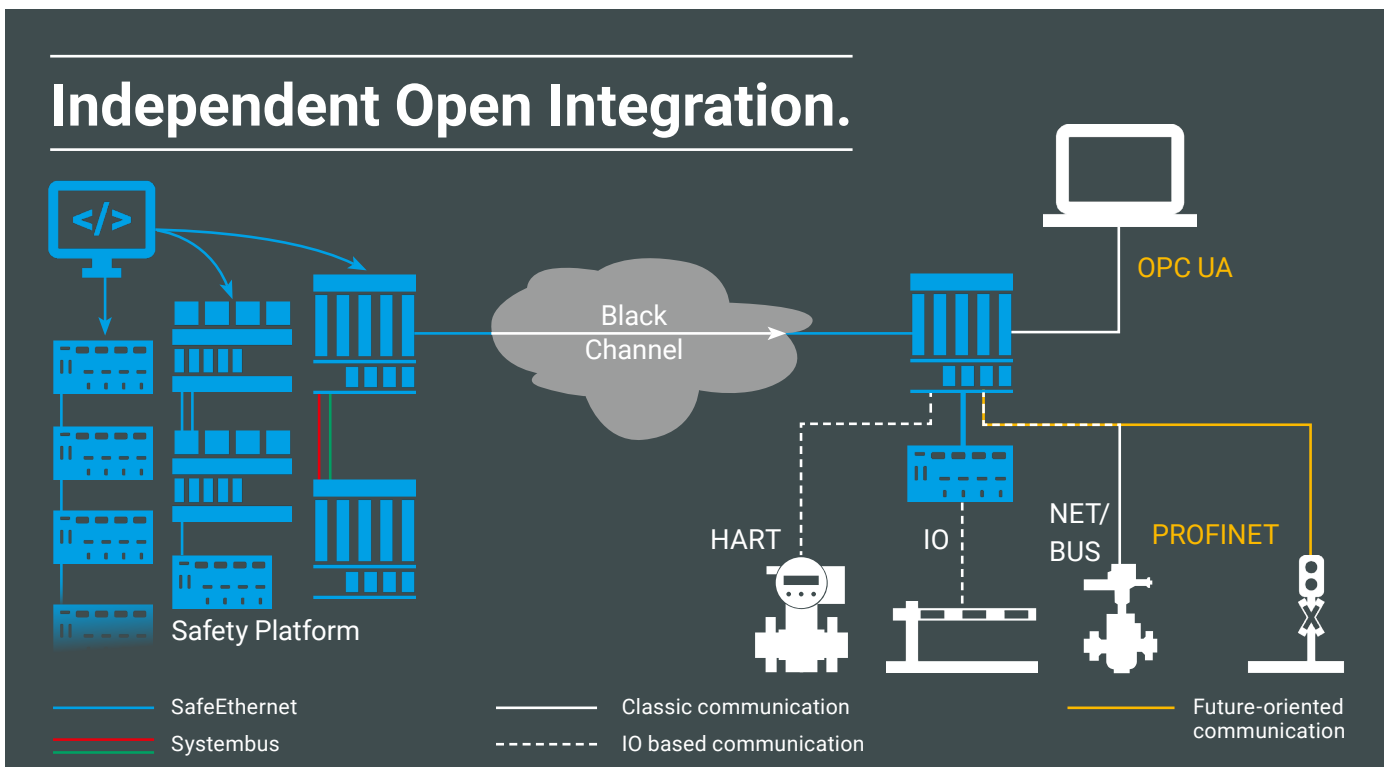 Independent Open Integration.
</>
OPC UA
Black
Channel
HART
IO
NET/
BUS
PROFINET
Safety Platform
SafeEthernet
Systembus
Classic communication
IO based communication
Future-oriented
communication